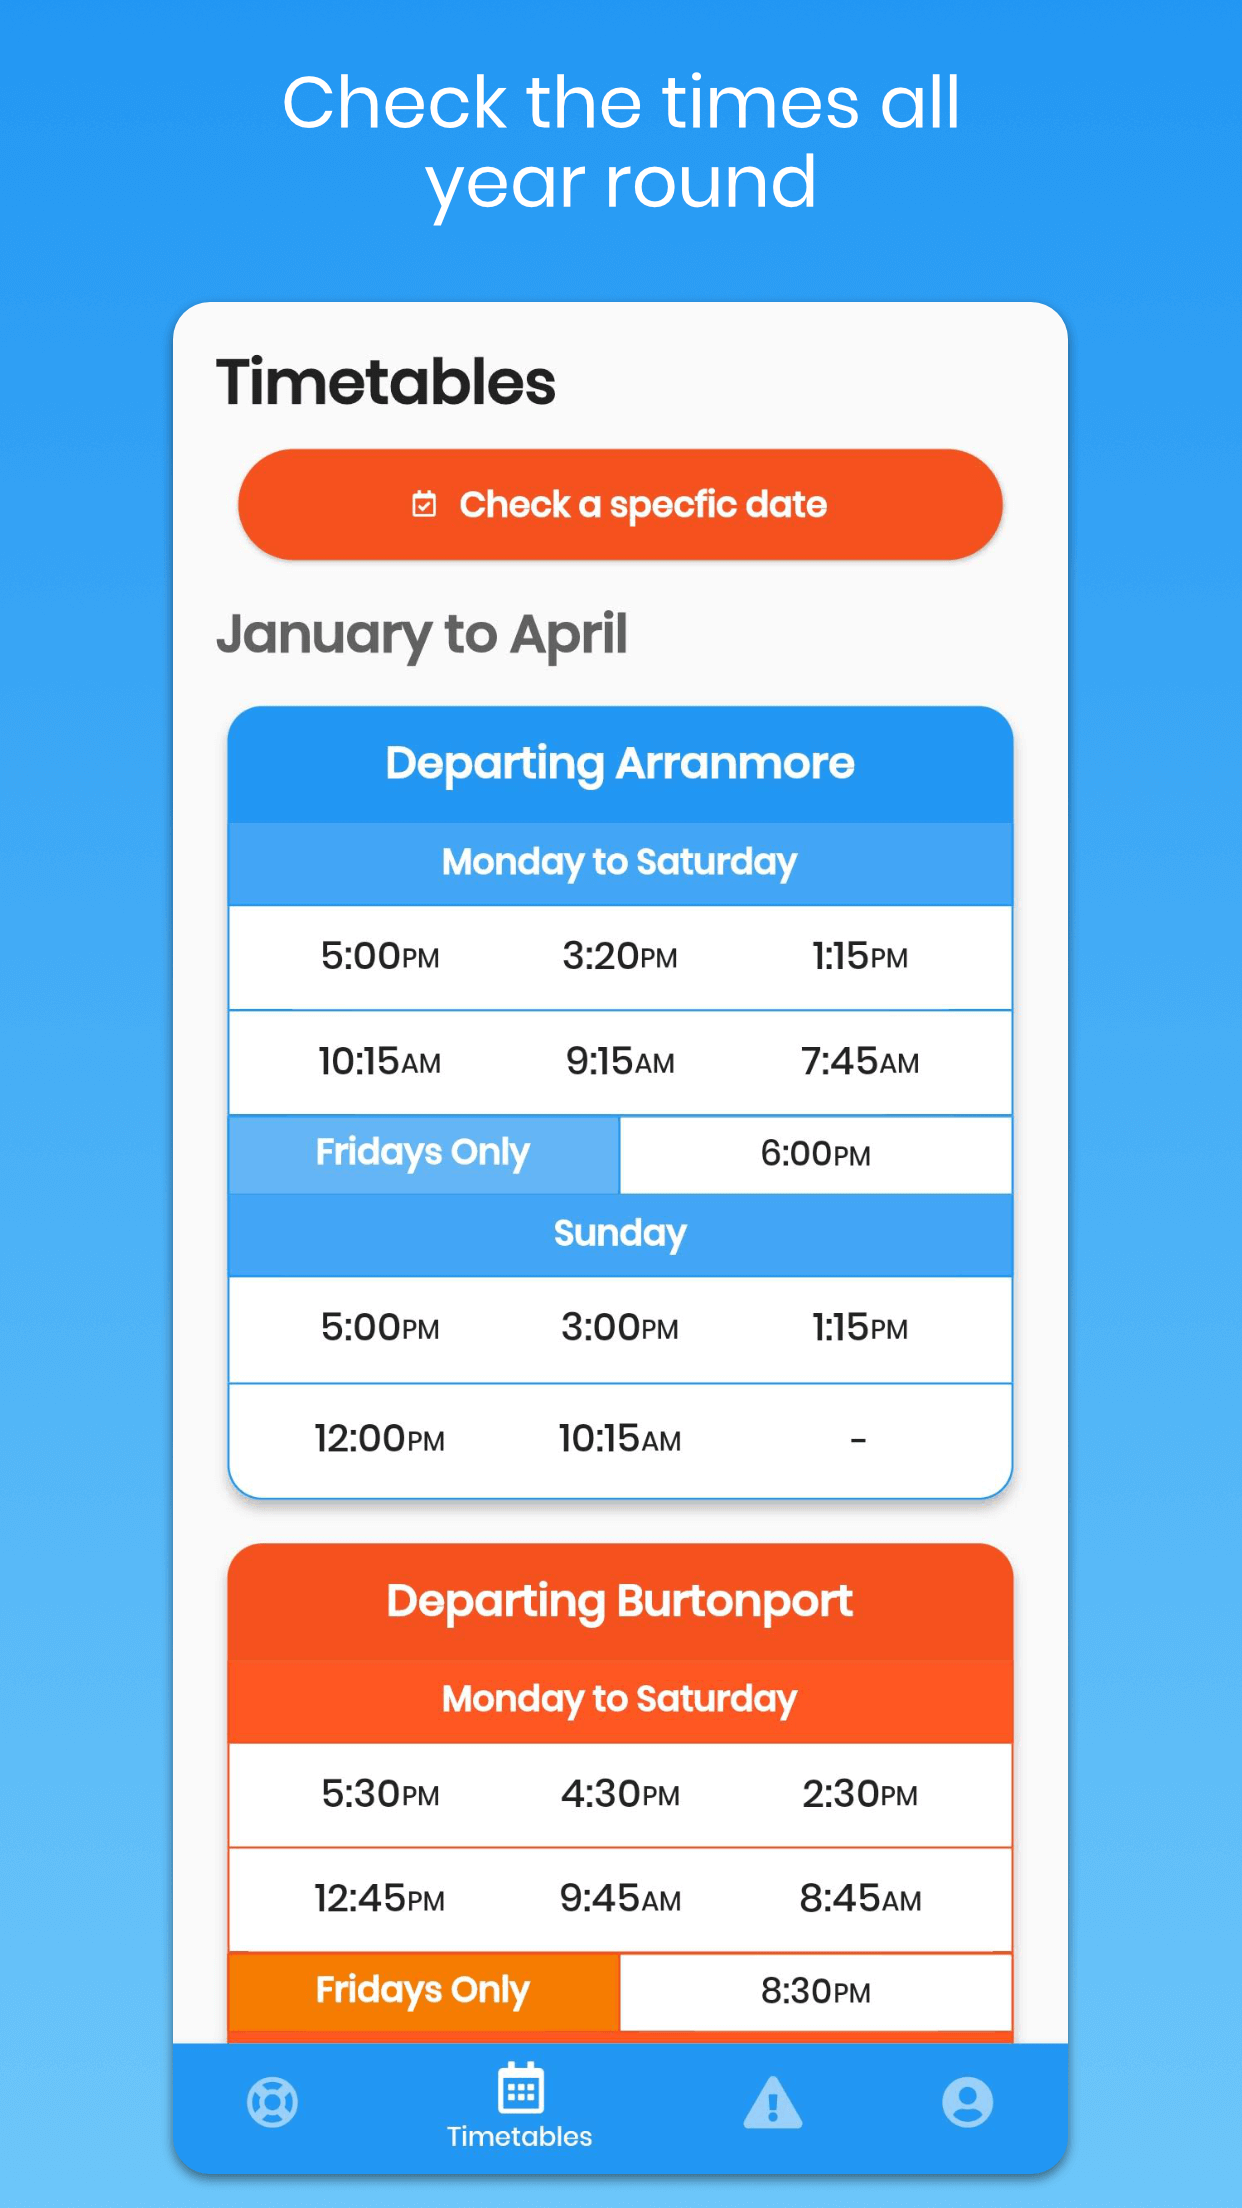 Check the times all
year round
Timetables
Check a specfic date
January to April
Departing Arranmore
Monday to Saturday
5:00PM 3:20PM 1:15PM
10:15AM 9:15AM 7:45AM
Fridays Only 6:00PM
Sunday
5:00PM 3:00PM 1:15PM
12:00PM 10:15AM -
Departing Burtonport
Monday to Saturday
5:30PM 4:30PM 2:30PM
12:45PM 9:45AM 8:45AM
Fridays Only 8:30PM
Timetables